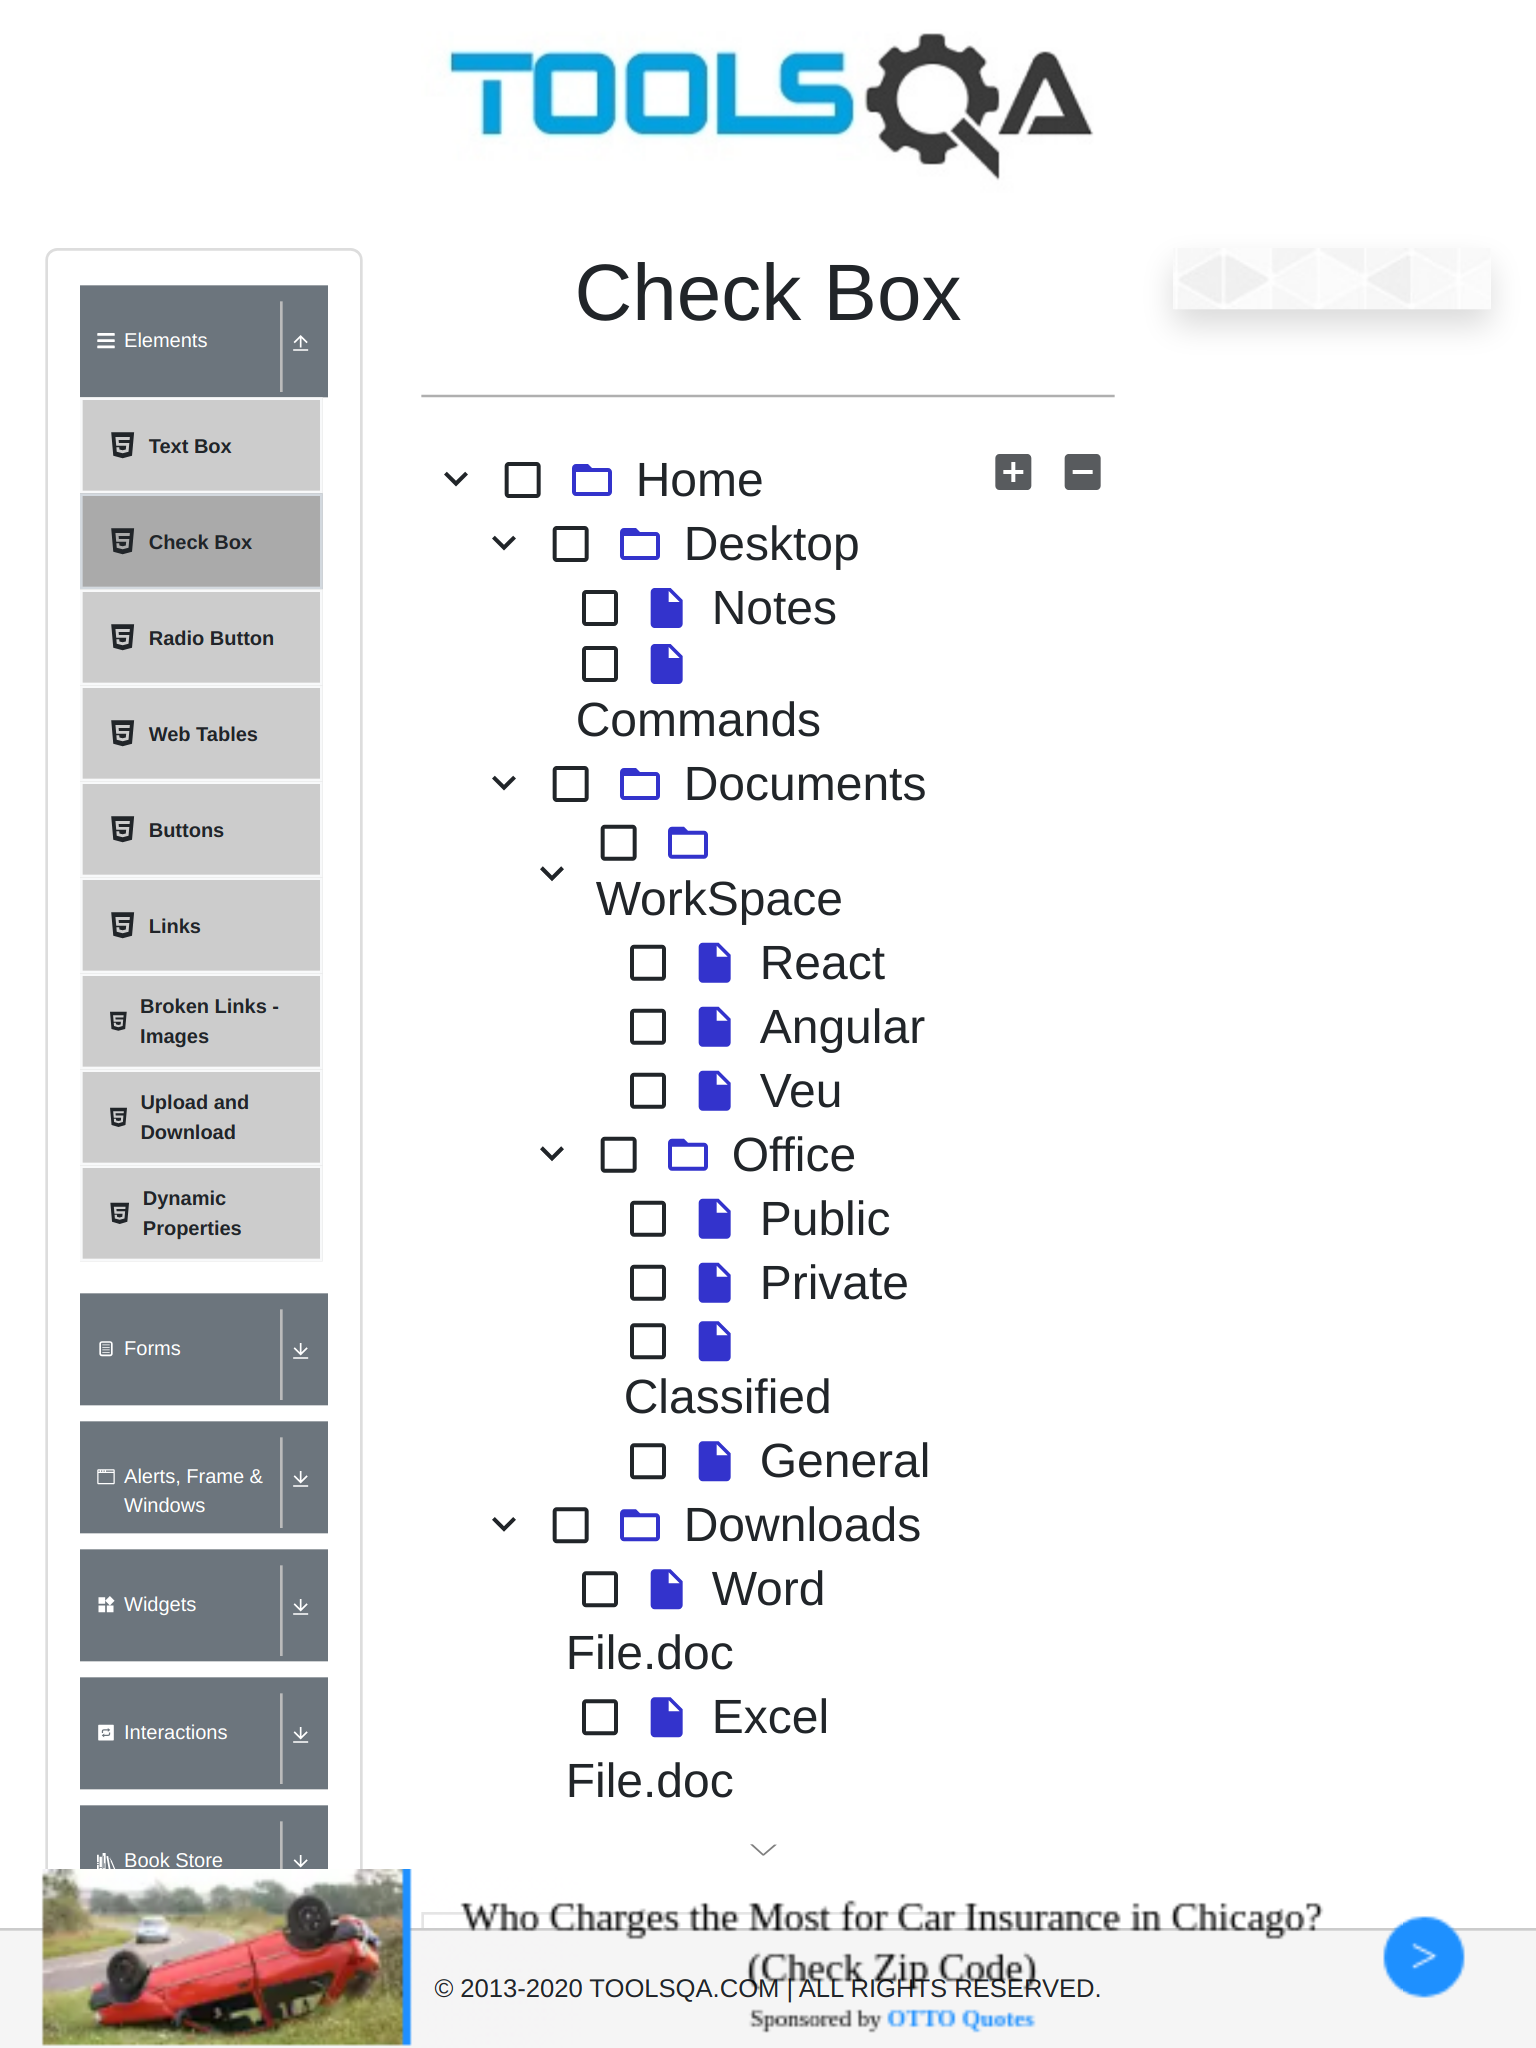 TOOLSQA
Elements
Text Box
Check Box
Radio Button
Web Tables
Buttons
Links
Broken Links -
Images
Upload and
Download
Dynamic
Properties
Forms
Alerts, Frame &
Windows
Widgets
Interactions
Book Store
Check Box
Home
Desktop
Notes
Commands
Documents
WorkSpace
React
Angular
Veu
Office
Public
Private
Classified
General
Downloads
Word
File.doc
Excel
File.doc
Who Charges the Most for Car Insurance in Chicago?
(Check Zip Code)
© 2013-2020 TOOLSQA.COM | ALL RIGHTS RESERVED.
Sponsored by OTTO Quotes